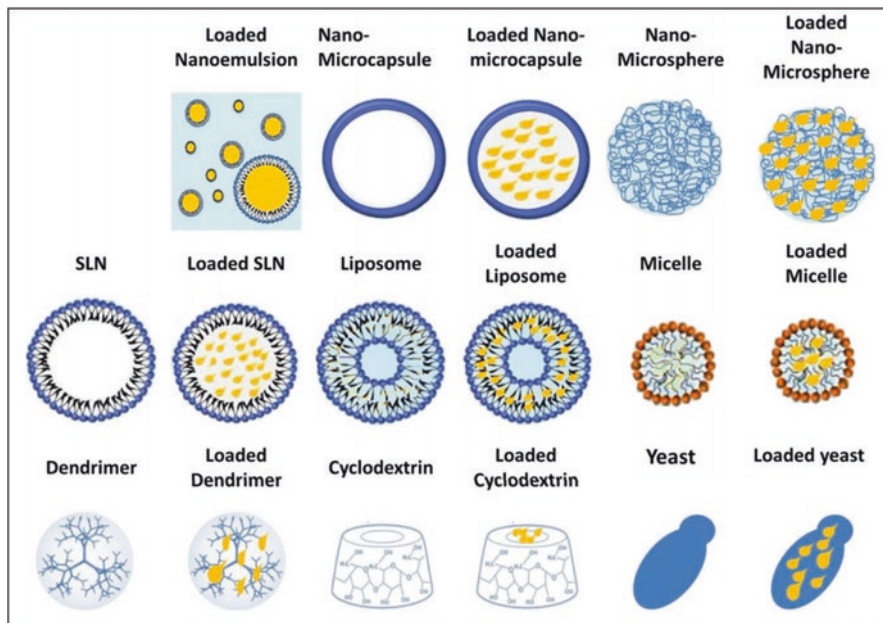 Loaded
Nanoemulsion
Nano-
Microcapsule
Loaded Nano-
microcapsule
Nano-
Microsphere
Loaded
Nano-
Microsphere
SLN
Loaded SLN
Liposome
Loaded
Liposome
Micelle
Loaded
Micelle
Dendrimer
Loaded
Dendrimer
Cyclodextrin
Loaded
Cyclodextrin
Yeast
Loaded yeast